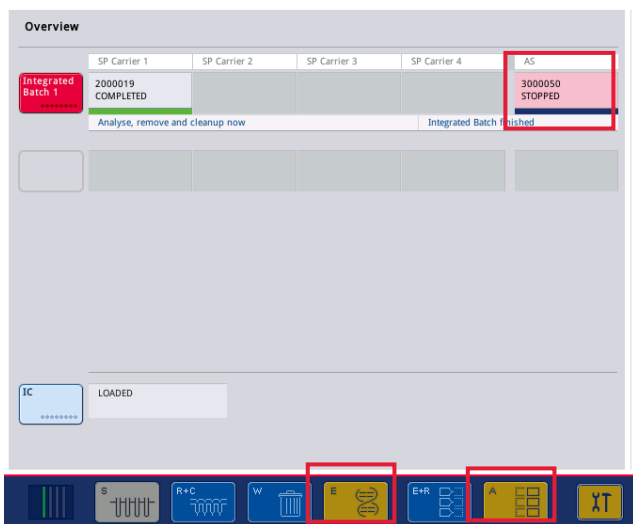 Overview
SP Carrier 1 SP Carrier 2 SP Carrier 3 SP Carrier 4 AS
Integrated
Batch 1
2000019
COMPLETED
3000050
STOPPED
Analyse, remove and cleanup now Integrated Batch finished
IC
LOADED
S R+C W E E+R A